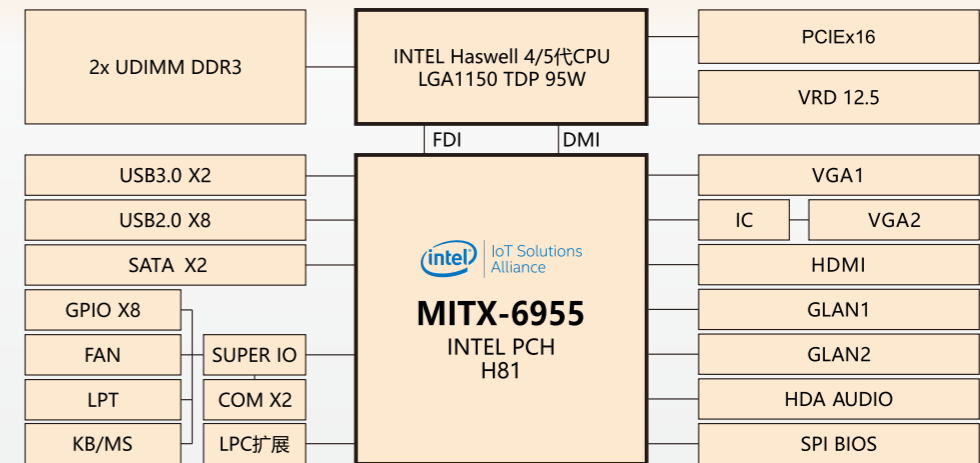 2x UDIMM DDR3
INTEL Haswell 4/5代CPU
LGA1150 TDP 95W
PCIEx16
VRD 12.5
FDI
DMI
USB3.0 X2
USB2.0 X8
SATA X2
GPIO X8
FAN
SUPER IO
LPT
COM X2
KB/MS
LPC扩展
intel
IoT Solutions
Alliance
MITX-6955
INTEL PCH
H81
VGA1
IC
VGA2
HDMI
GLAN1
GLAN2
HDA AUDIO
SPI BIOS